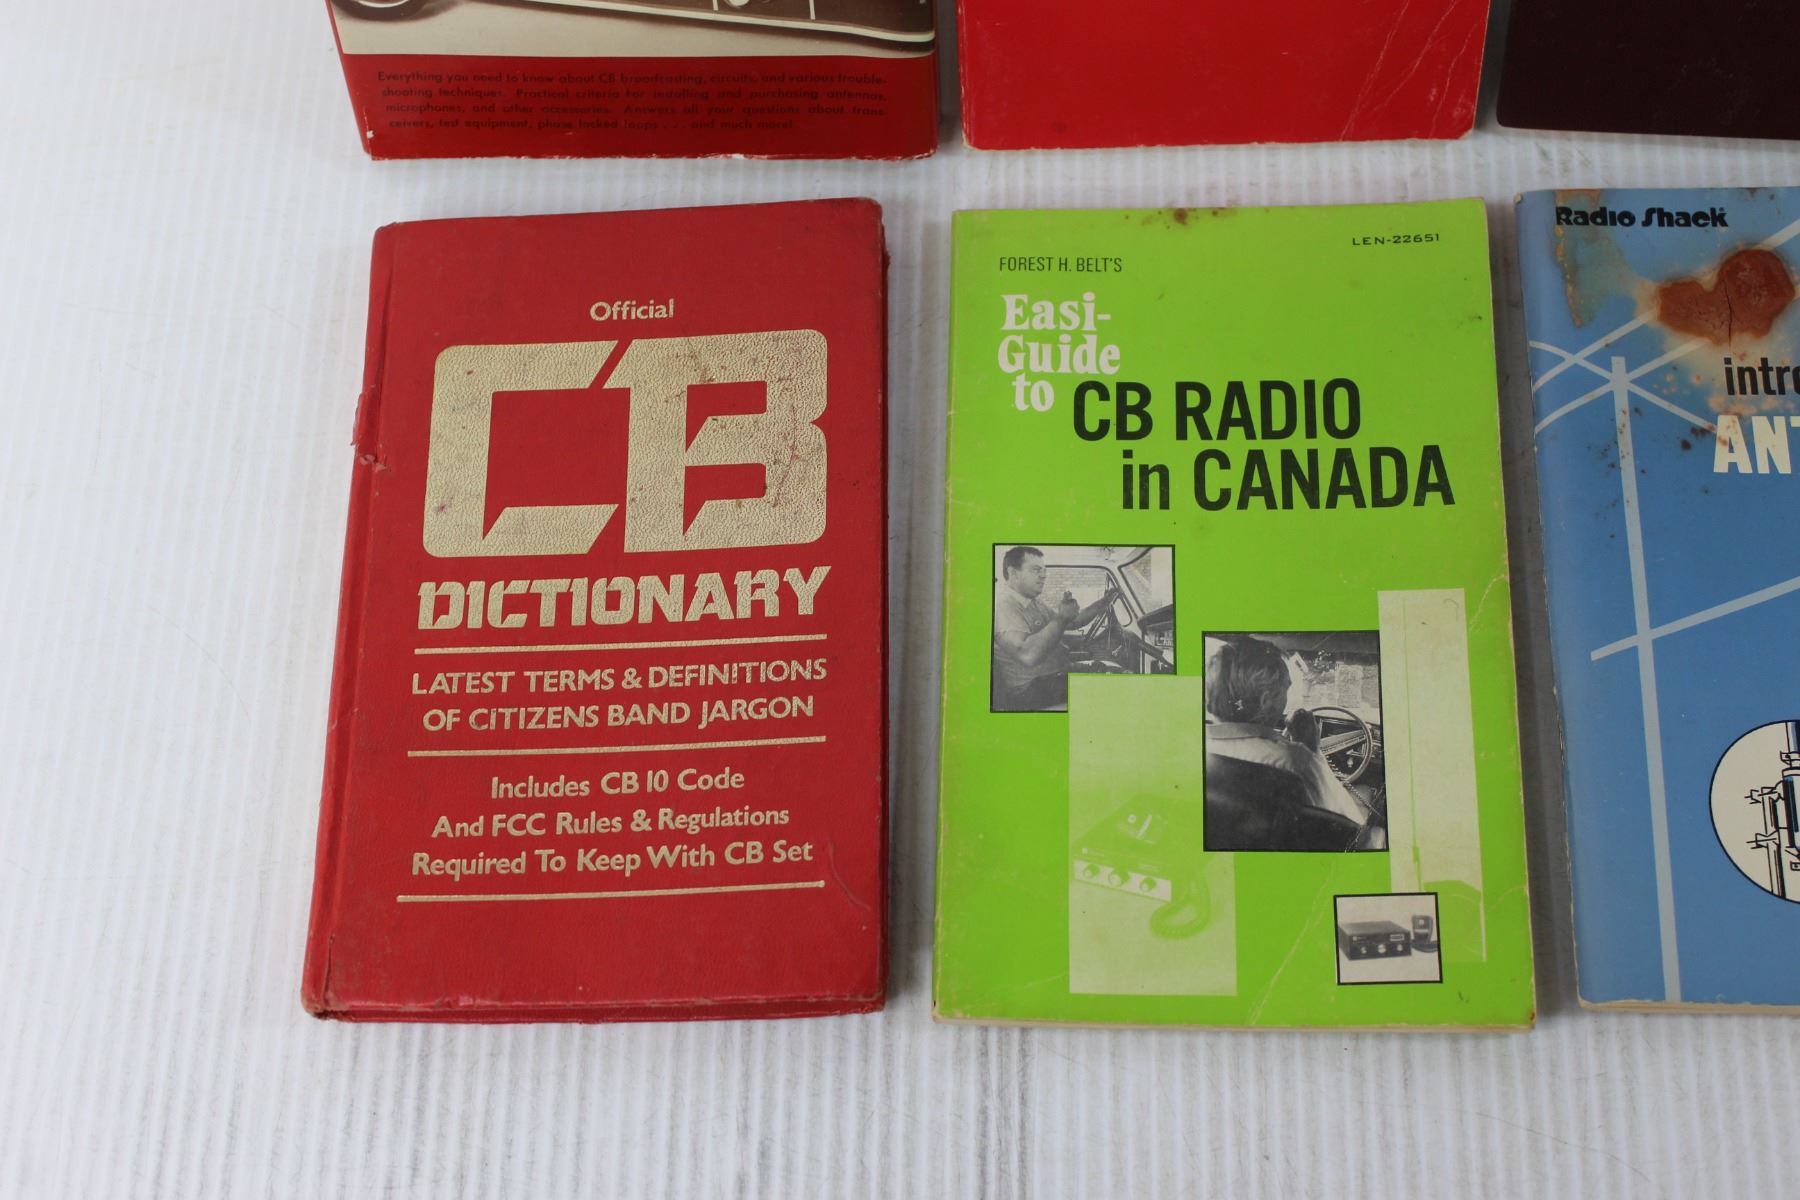 Everything you need to know about CB broadcasting, circuits, and various trouble-
shooting techniques. Practical criteria for installing and purchasing antennas,
microphones, and other accessories. Answers all your questions about trans-
ceivers, test equipment, phase locked loops . . . and much more!
Official
CB
DICTIONARY
LATEST TERMS & DEFINITIONS
OF CITIZENS BAND JARGON
Includes CB 10 Code
And FCC Rules & Regulations
Required To Keep With CB Set
LEN-22651
FOREST H. BELT'S
Easi-
Guide
to
CB RADIO
in CANADA
Radio Shack
intro
ANT